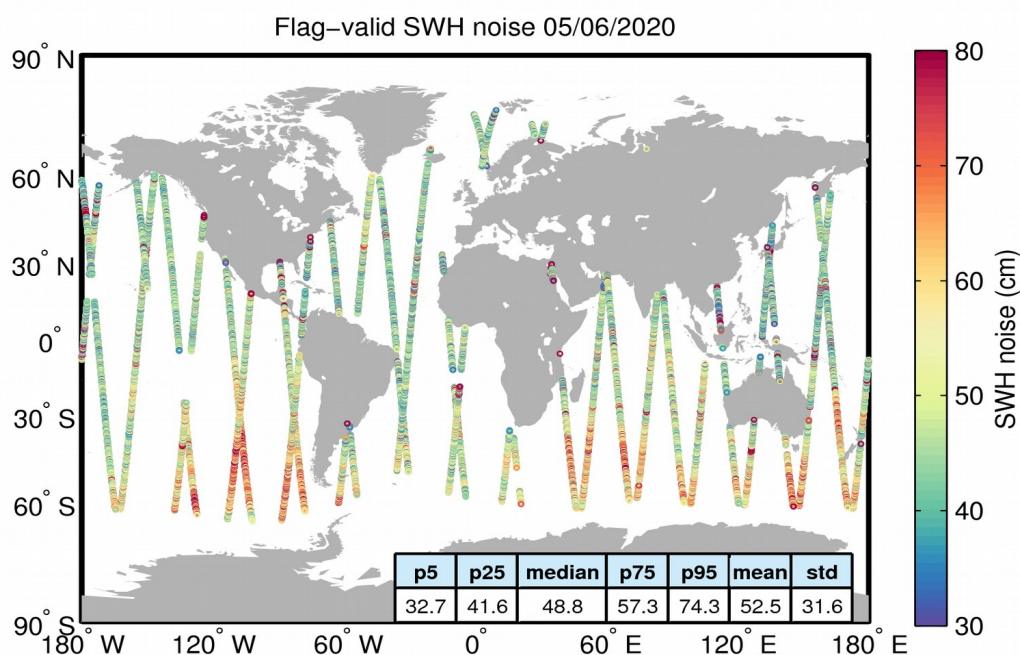 Flag−valid SWH noise 05/06/2020
90° N
60° N
30° N
0°
30° S
60° S
90° S
180° W
120° W
60° W
0°
60° E
120° E
180° E
p5 p25 median p75 p95 mean std
32.7 41.6 48.8 57.3 74.3 52.5 31.6
80
70
60
50
40
30
SWH noise (cm)